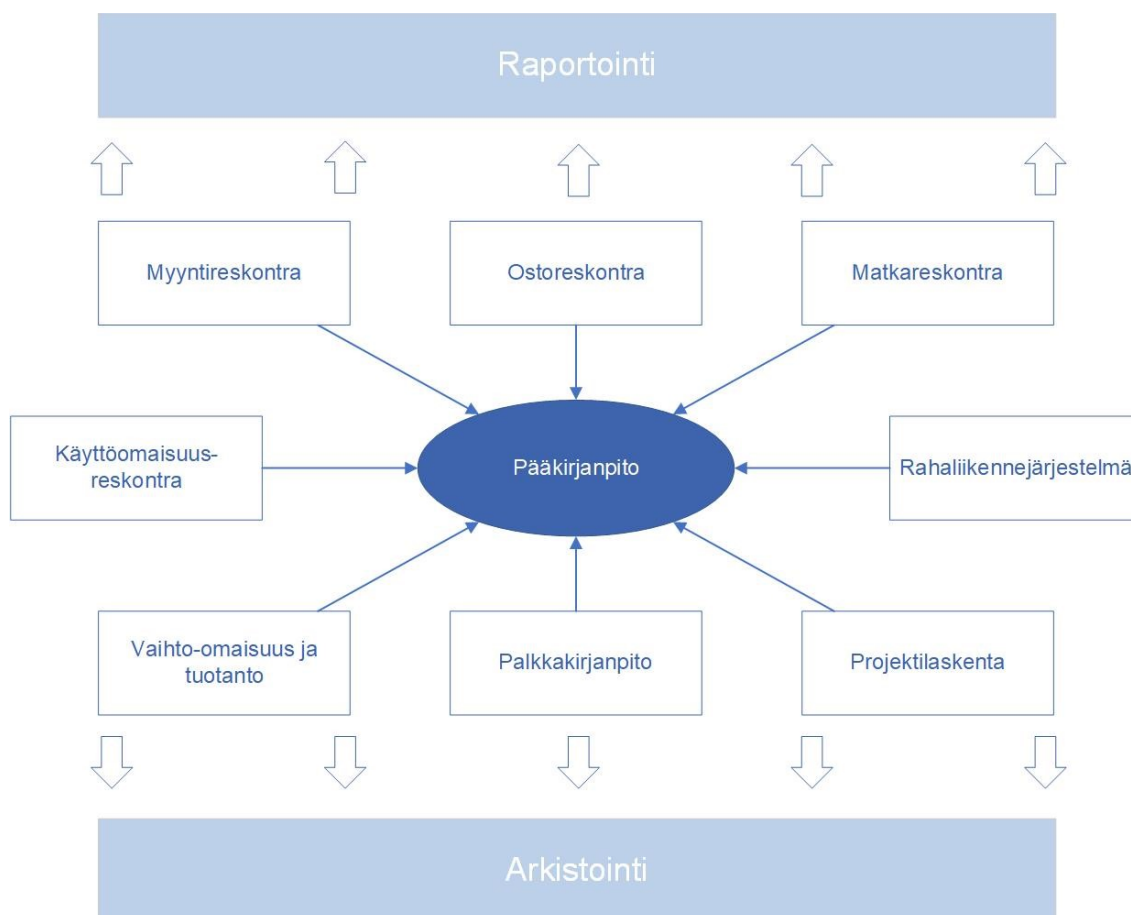 Raportointi
Myyntireskontra
Ostoreskontra
Matkareskontra
Käyttöomaisuus-
reskontra
Pääkirjanpito
Rahaliikennejärjestelmä
Vaihto-omaisuus ja
tuotanto
Palkkakirjanpito
Projektilaskenta
Arkistointi